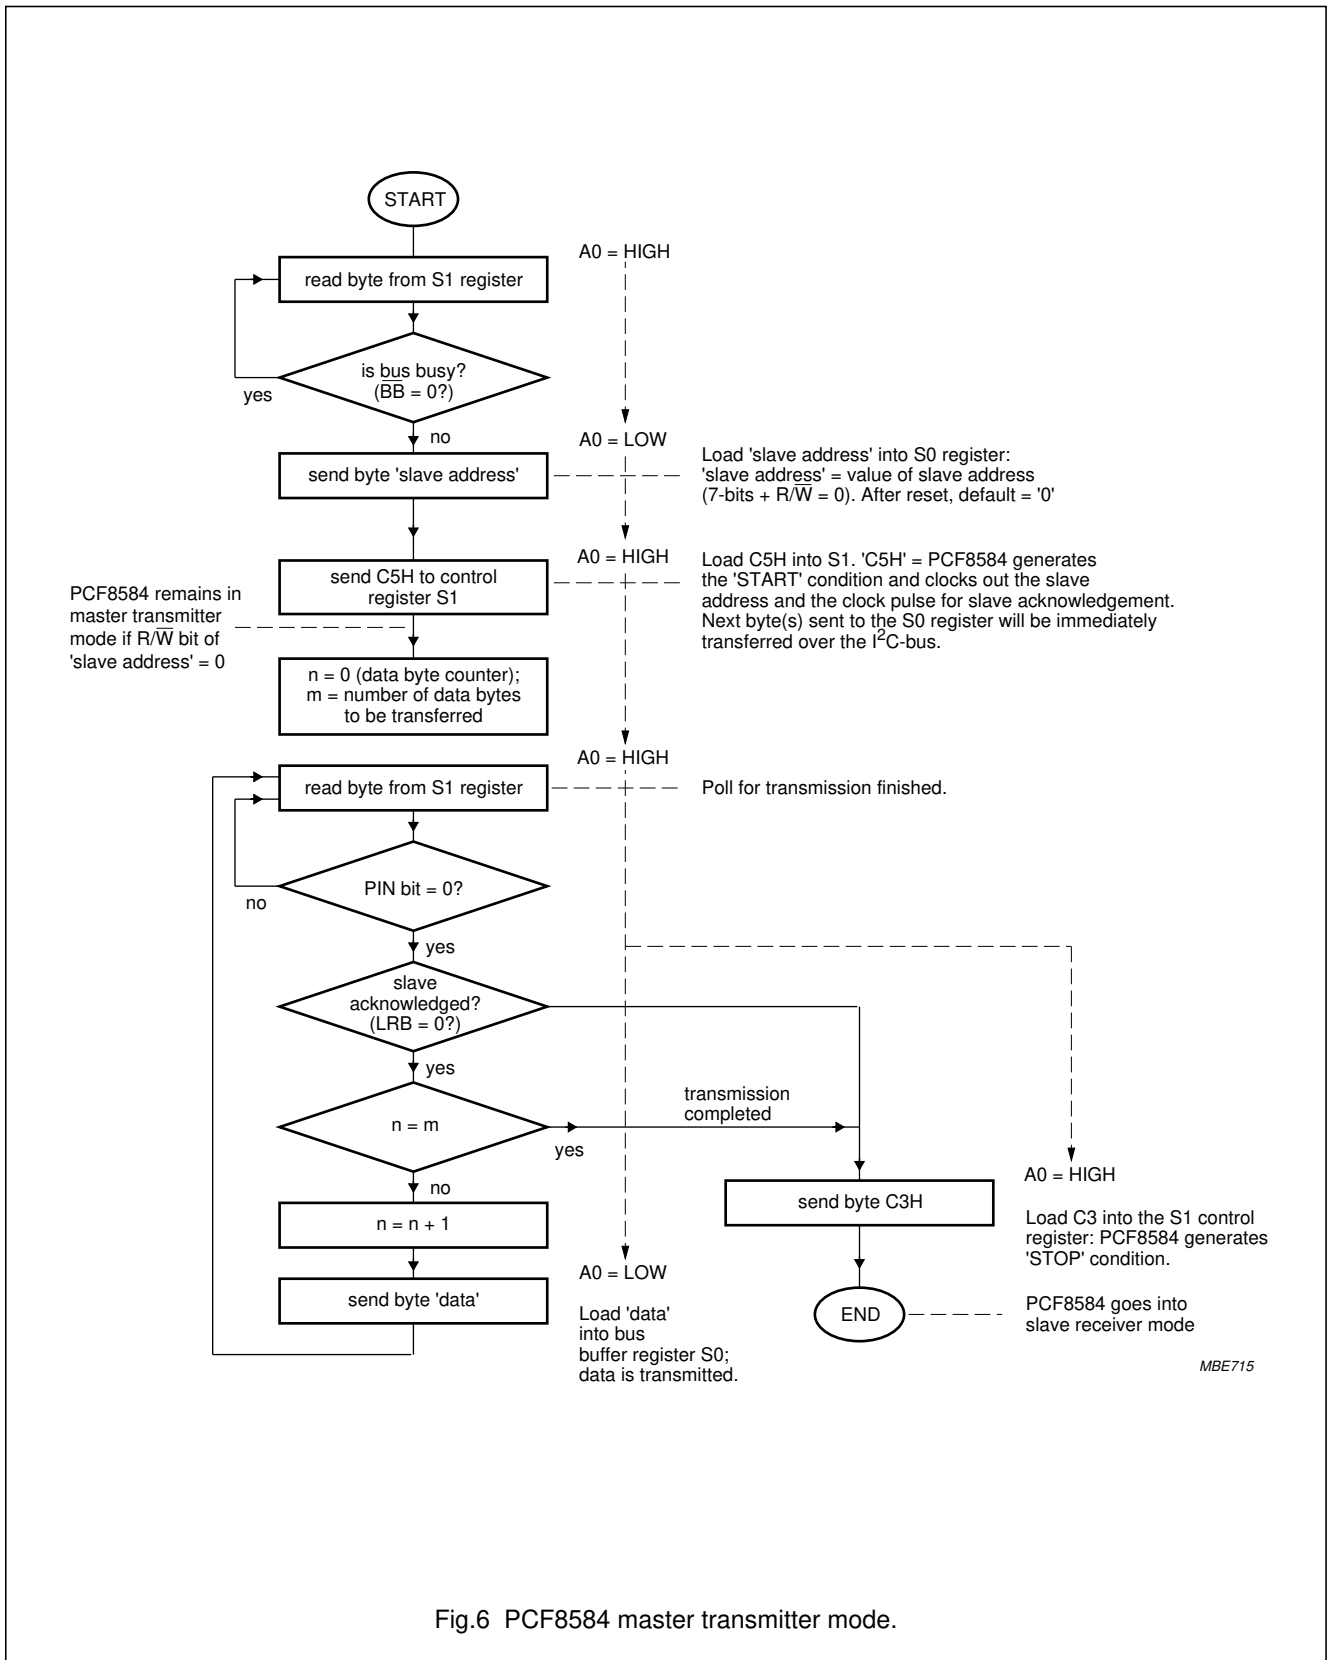 START
A0 = HIGH
read byte from S1 register
is bus busy?
(B̅B̅ = 0?)
yes
no
A0 = LOW
send byte 'slave address'
Load 'slave address' into S0 register:
'slave address' = value of slave address
(7-bits + R/W̅ = 0). After reset, default = '0'
A0 = HIGH
send C5H to control
register S1
Load C5H into S1. 'C5H' = PCF8584 generates
the 'START' condition and clocks out the slave
address and the clock pulse for slave acknowledgement.
Next byte(s) sent to the S0 register will be immediately
transferred over the I²C-bus.
PCF8584 remains in
master transmitter
mode if R/W̅ bit of
'slave address' = 0
n = 0 (data byte counter);
m = number of data bytes
to be transferred
A0 = HIGH
read byte from S1 register
Poll for transmission finished.
PIN bit = 0?
no
yes
slave
acknowledged?
(LRB = 0?)
yes
n = m
yes
transmission
completed
no
n = n + 1
send byte 'data'
A0 = LOW
Load 'data'
into bus
buffer register S0;
data is transmitted.
send byte C3H
A0 = HIGH
Load C3 into the S1 control
register: PCF8584 generates
'STOP' condition.
END
PCF8584 goes into
slave receiver mode
MBE715
Fig.6 PCF8584 master transmitter mode.